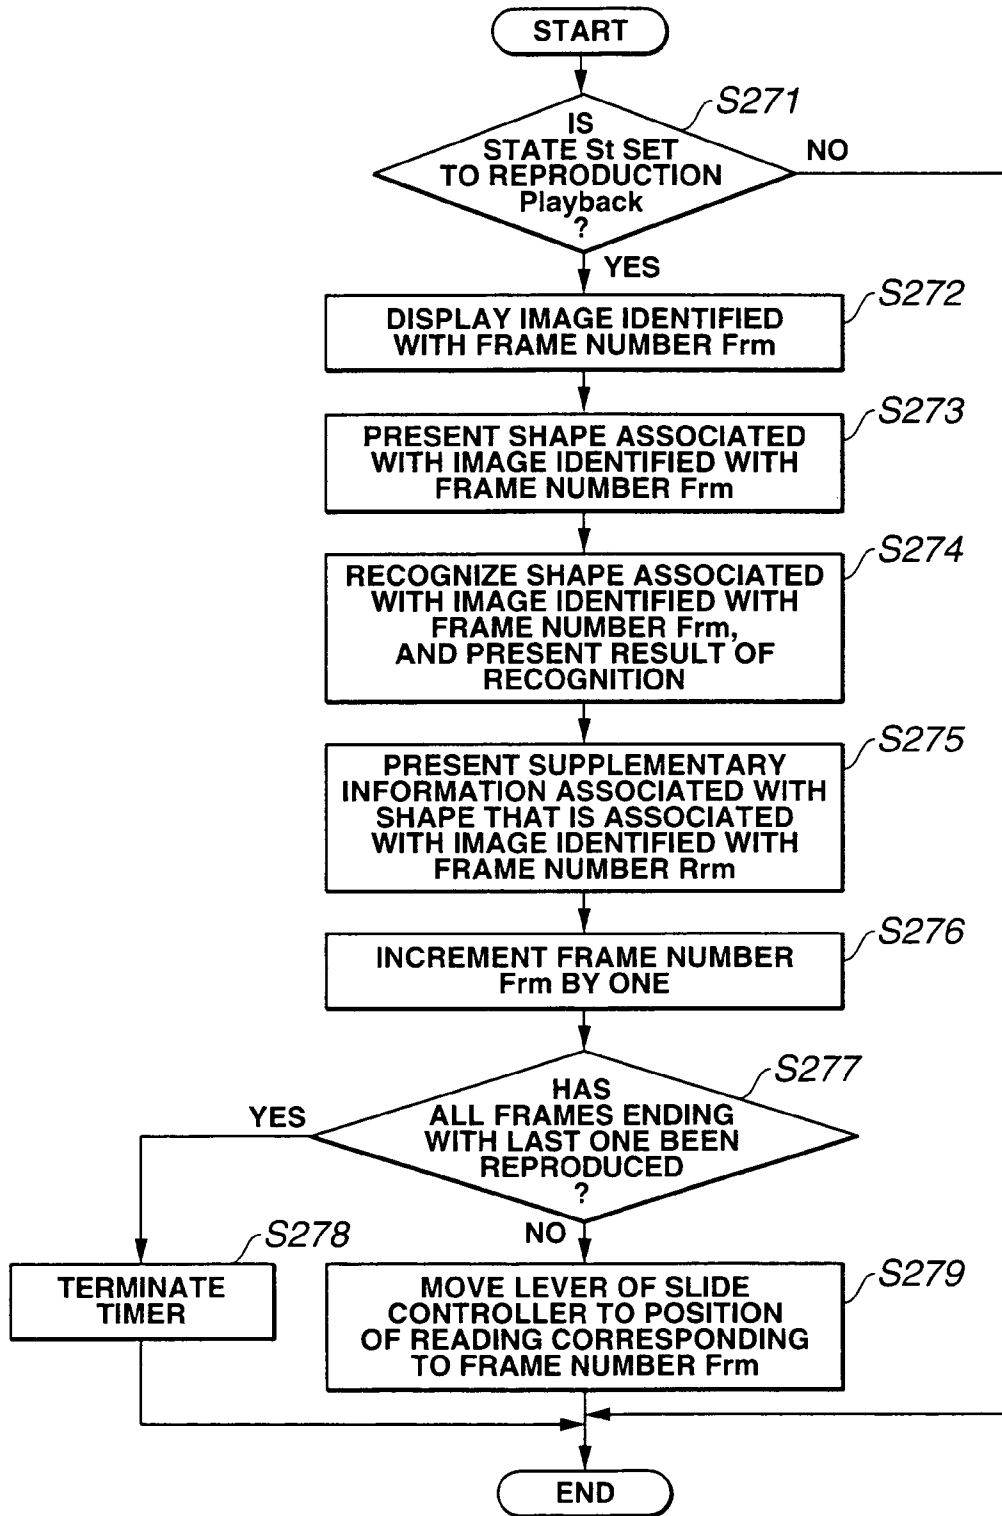 START
S271
IS
STATE St SET
TO REPRODUCTION
Playback
?
NO
YES
S272
DISPLAY IMAGE IDENTIFIED
WITH FRAME NUMBER Frm
S273
PRESENT SHAPE ASSOCIATED
WITH IMAGE IDENTIFIED WITH
FRAME NUMBER Frm
S274
RECOGNIZE SHAPE ASSOCIATED
WITH IMAGE IDENTIFIED WITH
FRAME NUMBER Frm,
AND PRESENT RESULT OF
RECOGNITION
S275
PRESENT SUPPLEMENTARY
INFORMATION ASSOCIATED WITH
SHAPE THAT IS ASSOCIATED
WITH IMAGE IDENTIFIED WITH
FRAME NUMBER Rrm
S276
INCREMENT FRAME NUMBER
Frm BY ONE
S277
HAS
ALL FRAMES ENDING
WITH LAST ONE BEEN
REPRODUCED
?
YES
NO
S278
TERMINATE
TIMER
S279
MOVE LEVER OF SLIDE
CONTROLLER TO POSITION
OF READING CORRESPONDING
TO FRAME NUMBER Frm
END